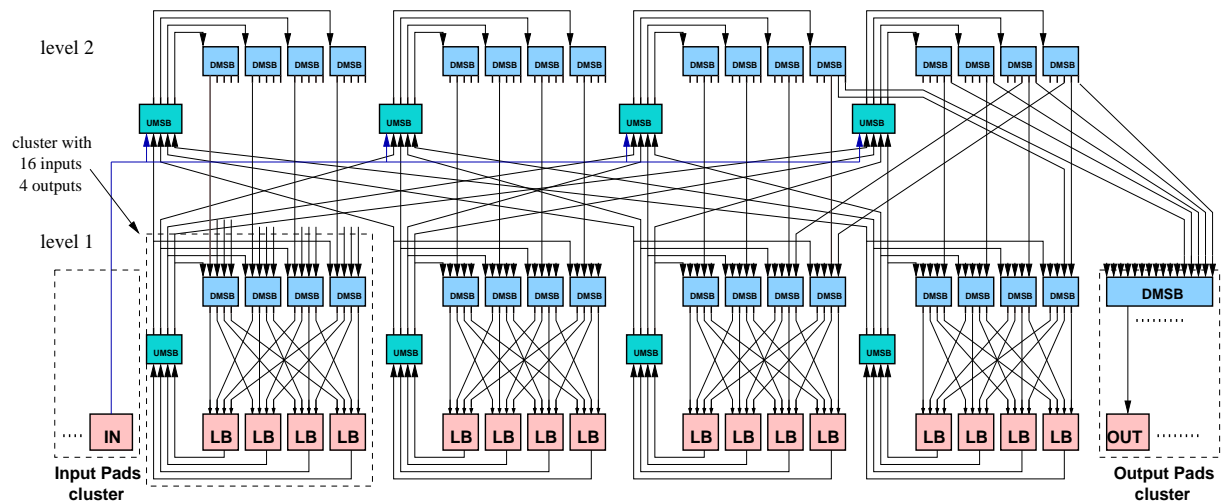 level 2
DMSB DMSB DMSB DMSB DMSB DMSB DMSB DMSB DMSB DMSB DMSB DMSB DMSB DMSB DMSB DMSB
UMSB UMSB UMSB UMSB
cluster with
16 inputs
4 outputs
level 1
DMSB DMSB DMSB DMSB DMSB DMSB DMSB DMSB DMSB DMSB DMSB DMSB DMSB DMSB DMSB DMSB DMSB
UMSB UMSB UMSB UMSB
IN LB LB LB LB LB LB LB LB LB LB LB LB LB LB LB LB OUT
Input Pads
cluster
Output Pads
cluster